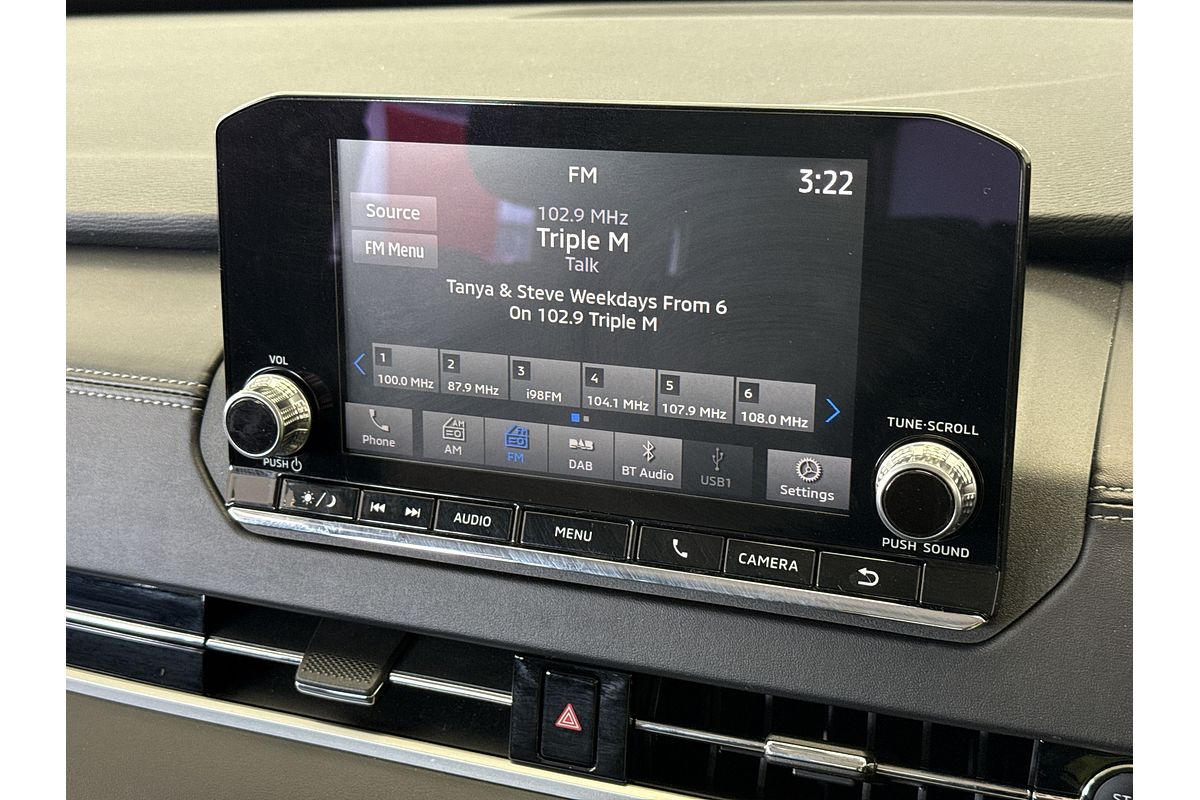 FM
3:22
Source
FM Menu
102.9 MHz
Triple M
Talk
Tanya & Steve Weekdays From 6
On 102.9 Triple M
1
100.0 MHz
2
87.9 MHz
3
i98FM
4
104.1 MHz
5
107.9 MHz
6
108.0 MHz
Phone
AM
AM
FM
FM
DAB
BT Audio
USB1
Settings
VOL
PUSH
TUNE·SCROLL
PUSH SOUND
AUDIO
MENU
CAMERA